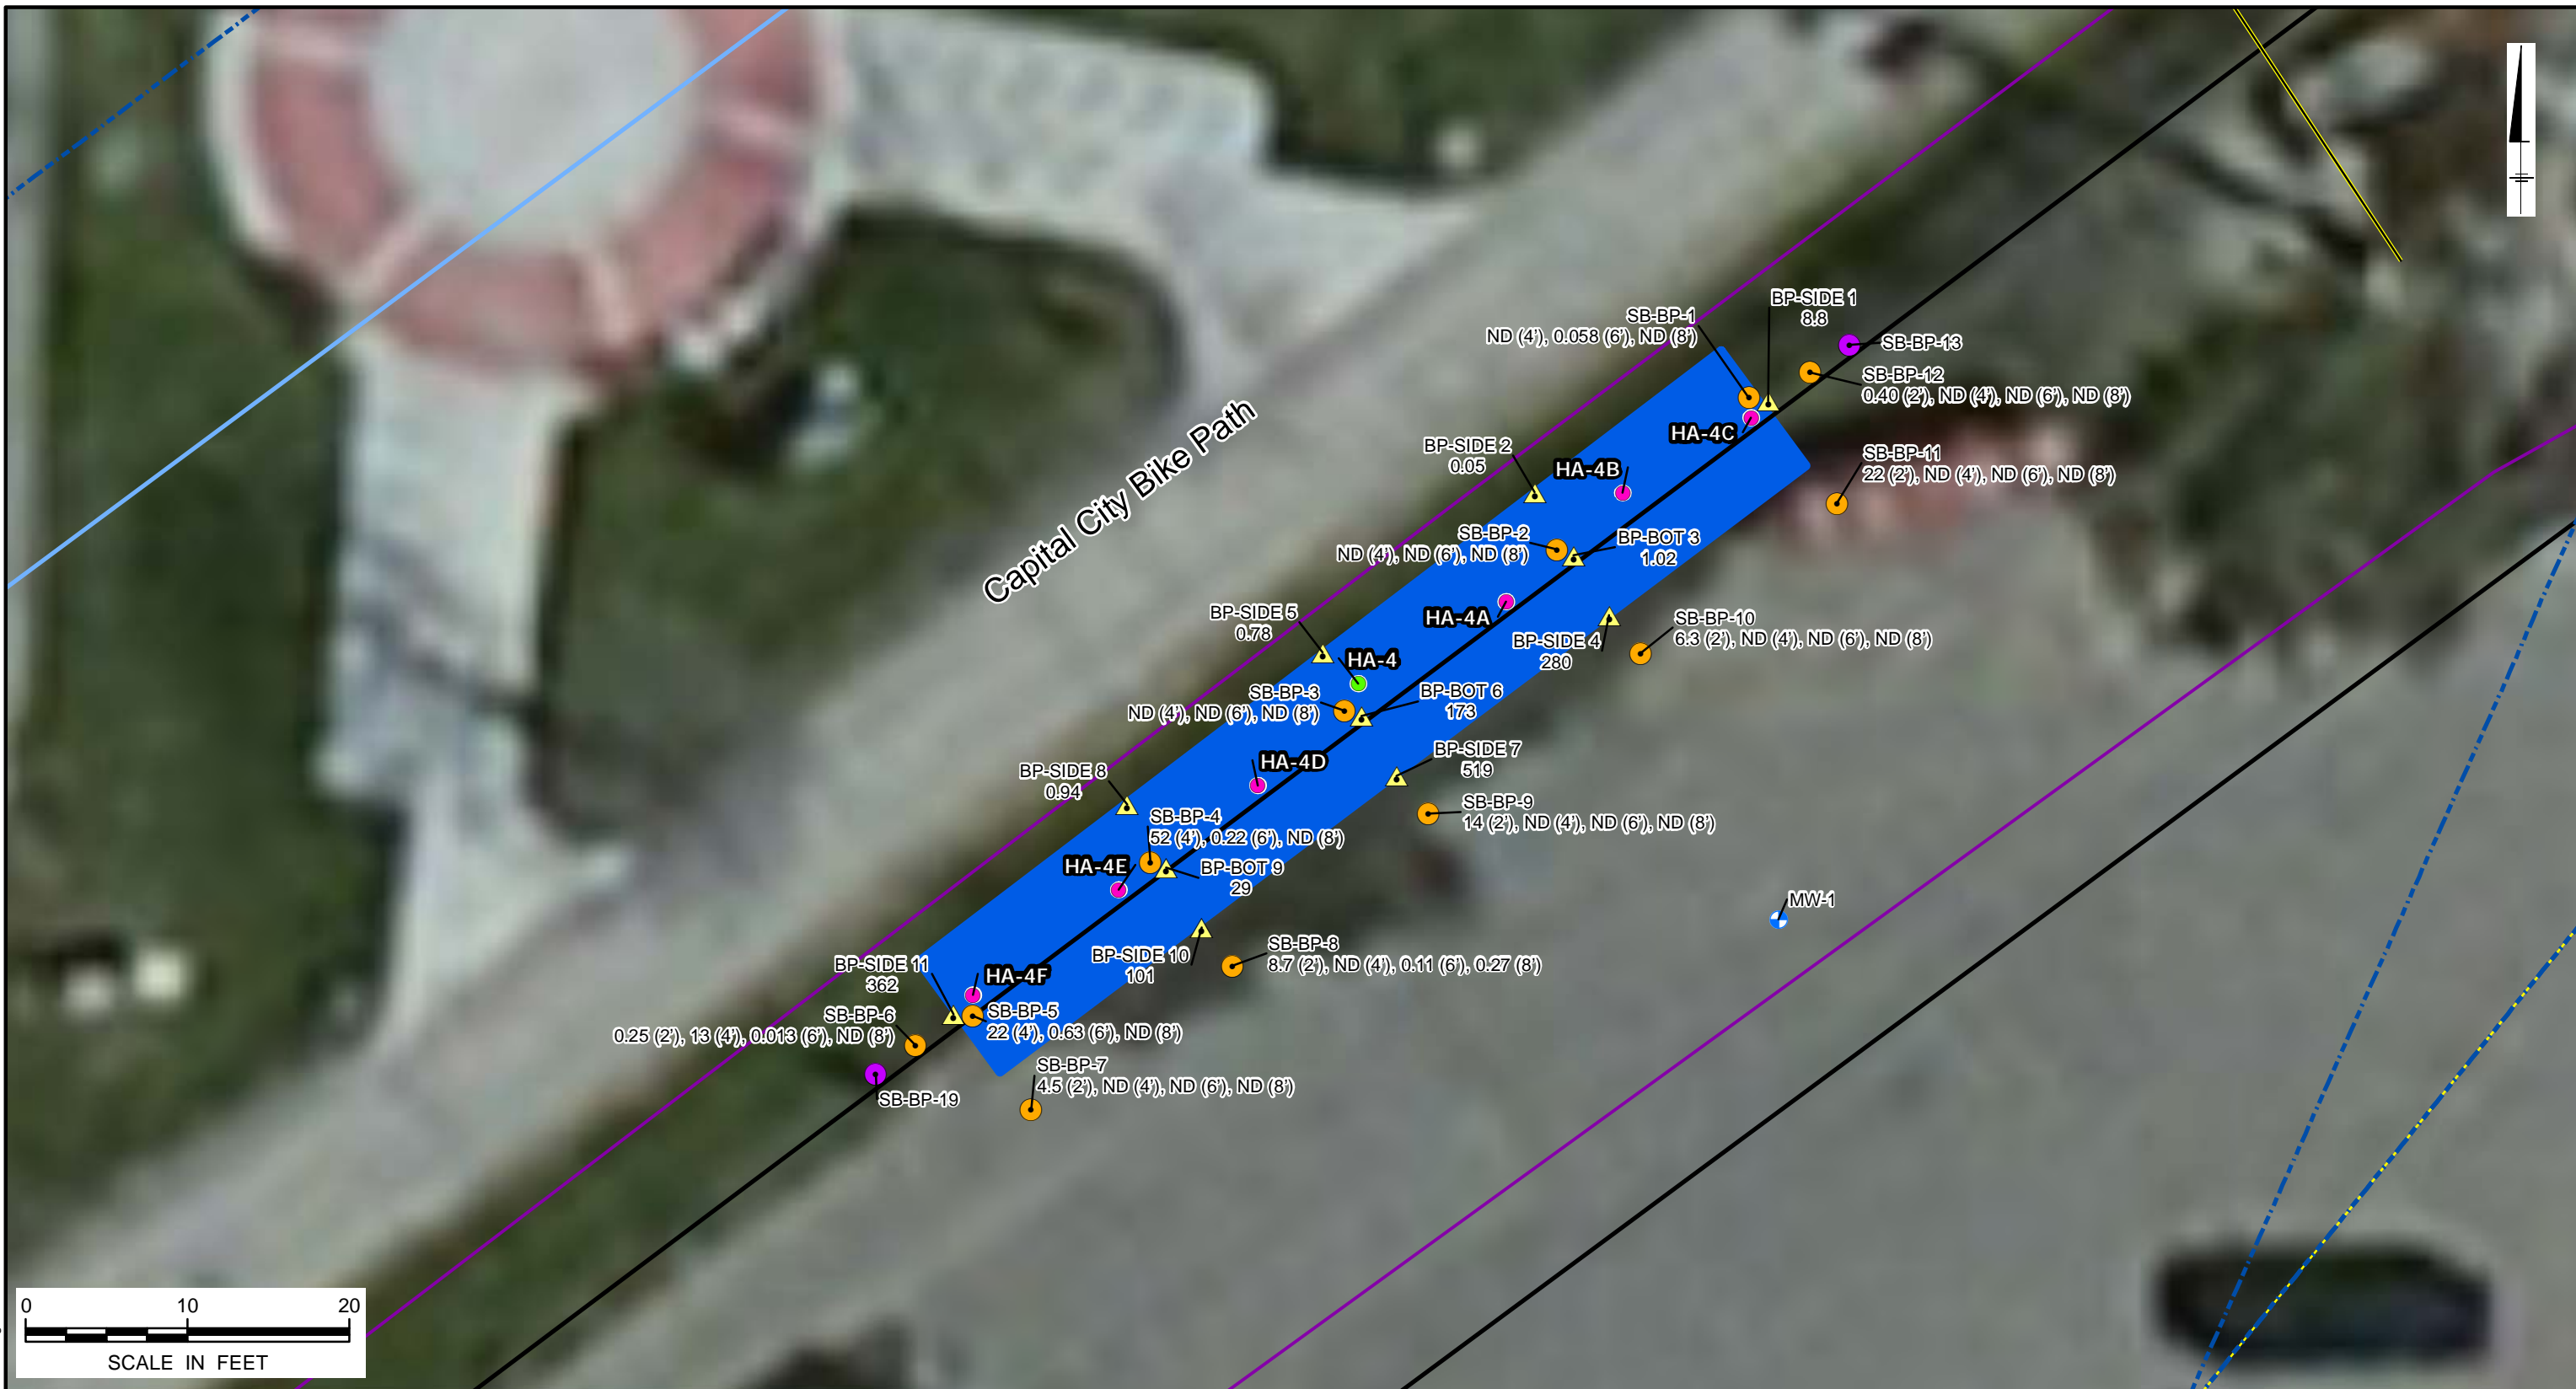 BP-SIDE 1
8.8
SB-BP-1
ND (4'), 0.058 (6'), ND (8')
SB-BP-13
SB-BP-12
0.40 (2'), ND (4'), ND (6'), ND (8')
HA-4C
BP-SIDE 2
0.05
HA-4B
SB-BP-11
22 (2'), ND (4'), ND (6'), ND (8')
Capital City Bike Path
SB-BP-2
ND (4'), ND (6'), ND (8')
BP-BOT 3
1.02
BP-SIDE 5
0.78
HA-4A
SB-BP-10
6.3 (2'), ND (4'), ND (6'), ND (8')
BP-SIDE 4
280
HA-4
SB-BP-3
ND (4'), ND (6'), ND (8')
BP-BOT 6
173
BP-SIDE 7
519
HA-4D
BP-SIDE 8
0.94
SB-BP-9
14 (2'), ND (4'), ND (6'), ND (8')
SB-BP-4
52 (4'), 0.22 (6'), ND (8')
HA-4E
BP-BOT 9
29
MW-1
BP-SIDE 10
101
SB-BP-8
8.7 (2'), ND (4'), 0.11 (6'), 0.27 (8')
BP-SIDE 11
362
HA-4F
SB-BP-6
0.25 (2'), 13 (4'), 0.013 (6'), ND (8')
SB-BP-5
22 (4'), 0.63 (6'), ND (8')
SB-BP-7
4.5 (2'), ND (4'), ND (6'), ND (8')
SB-BP-19
0 10 20
SCALE IN FEET